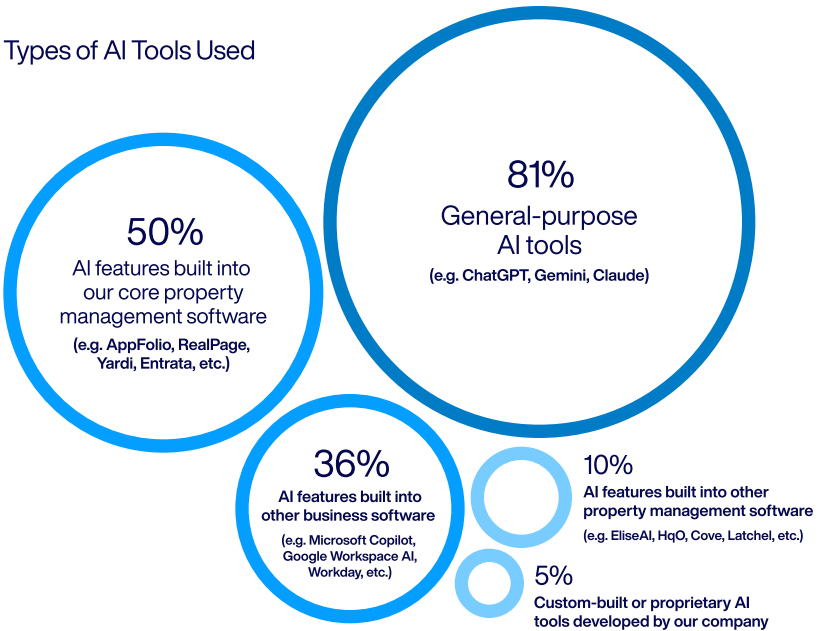 Types of AI Tools Used
81%
General-purpose
AI tools
(e.g. ChatGPT, Gemini, Claude)
50%
AI features built into
our core property
management software
(e.g. AppFolio, RealPage,
Yardi, Entrata, etc.)
36%
AI features built into
other business software
(e.g. Microsoft Copilot,
Google Workspace AI,
Workday, etc.)
10%
AI features built into other
property management software
(e.g. EliseAI, HqO, Cove, Latchel, etc.)
5%
Custom-built or proprietary AI
tools developed by our company